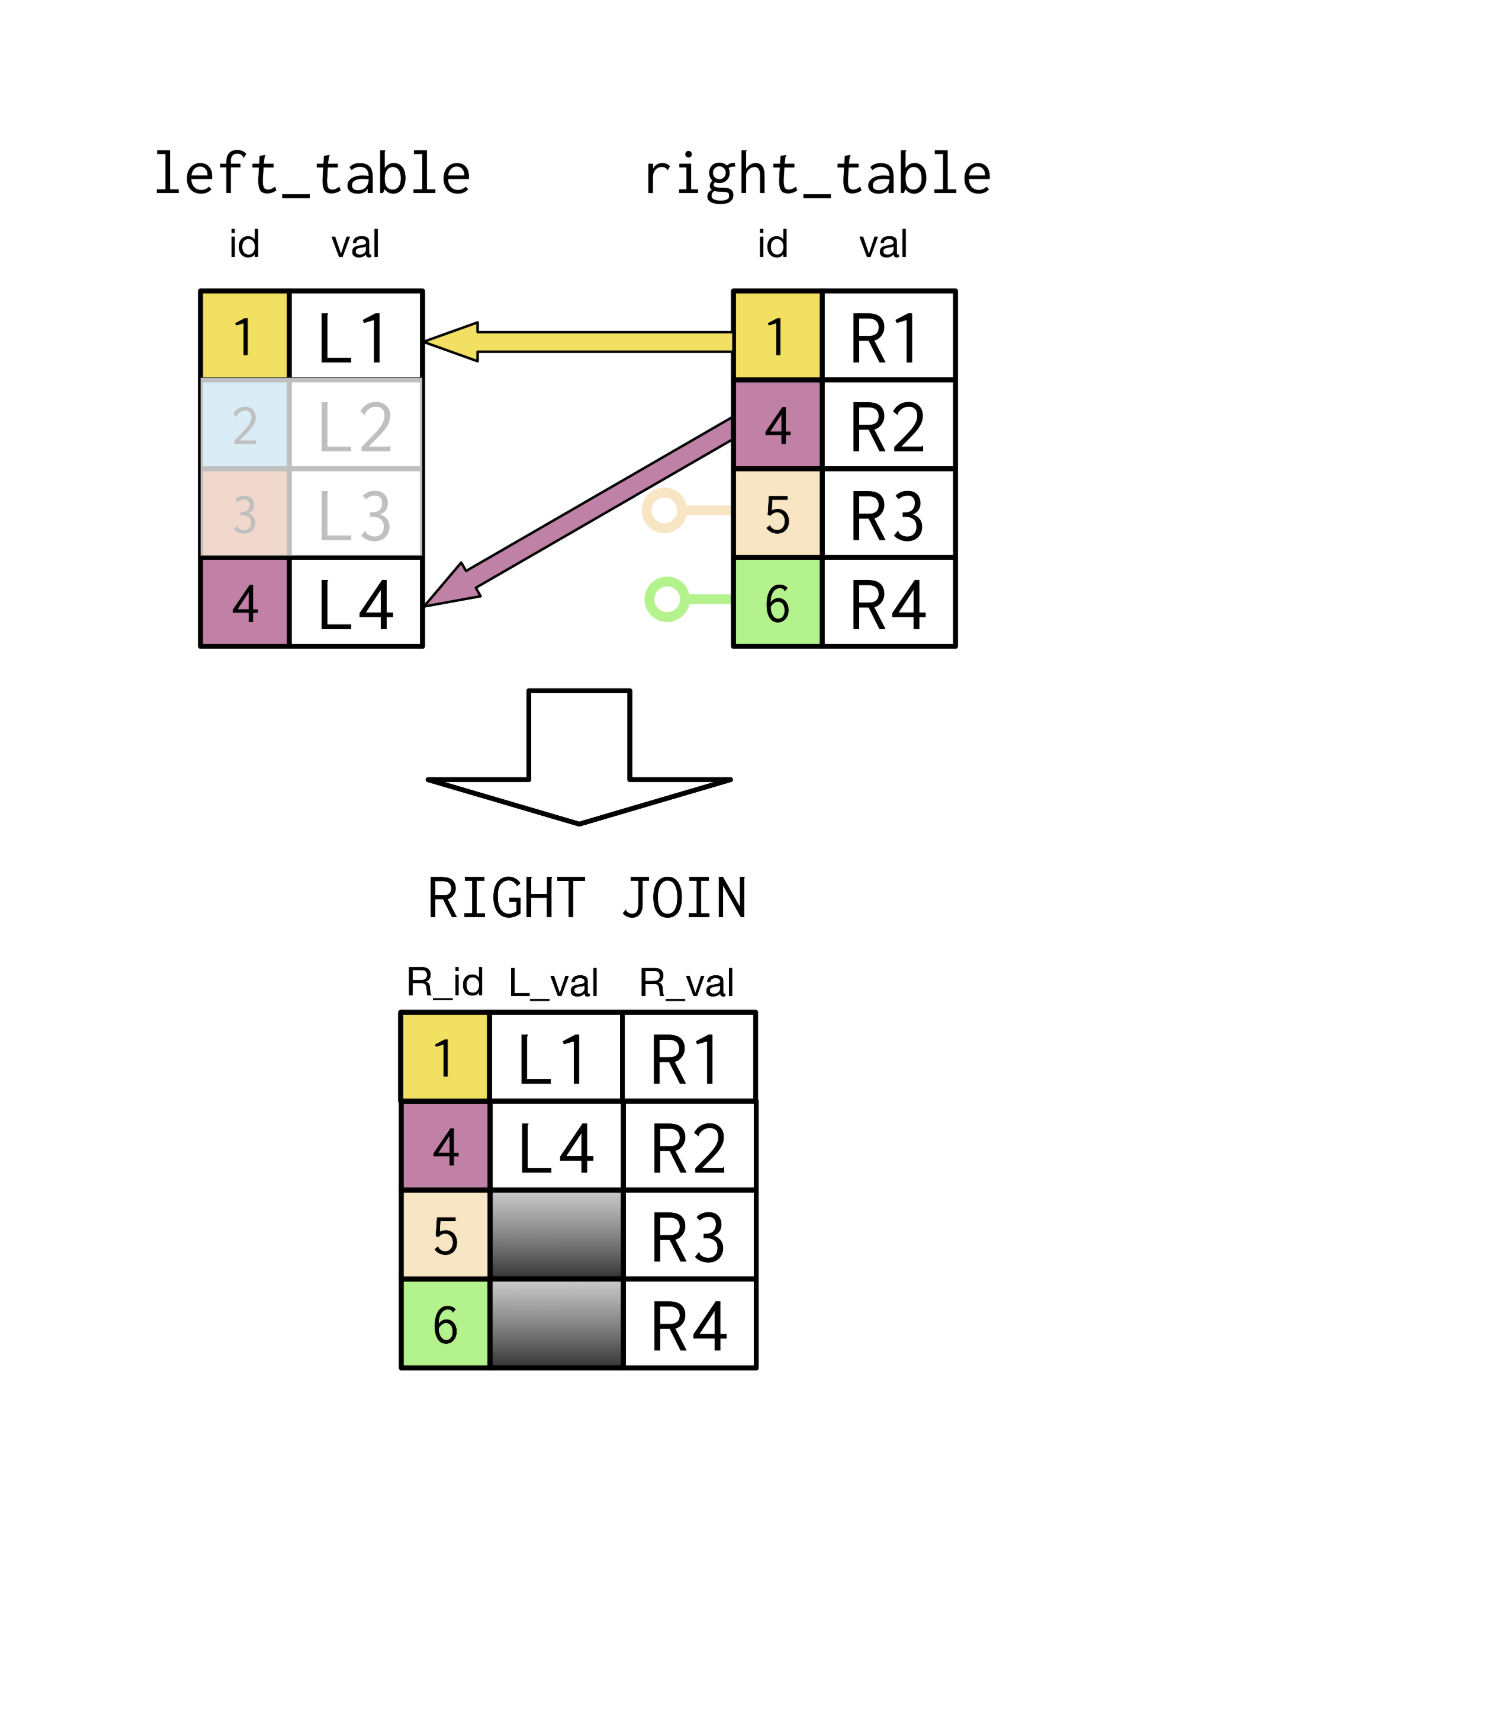 left_table right_table
id val id val
1 L1 1 R1
2 L2 4 R2
3 L3 5 R3
4 L4 6 R4
RIGHT JOIN
R_id L_val R_val
1 L1 R1
4 L4 R2
5 R3
6 R4